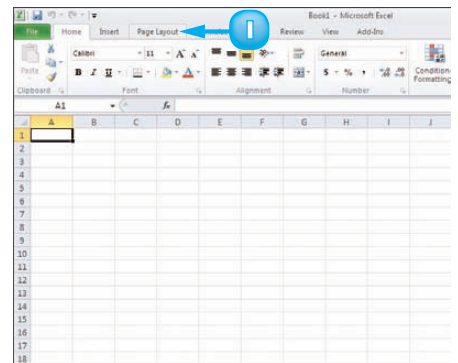 Book1 - Microsoft Excel
File Home Insert Page Layout Review View Add-Ins
1
Calibri 11 A A General
Paste B I U A $ % , Condition
Formatting
Clipboard Font Alignment Number
A1 fx
A B C D E F G H I J
1
2
3
4
5
6
7
8
9
10
11
12
13
14
15
16
17
18